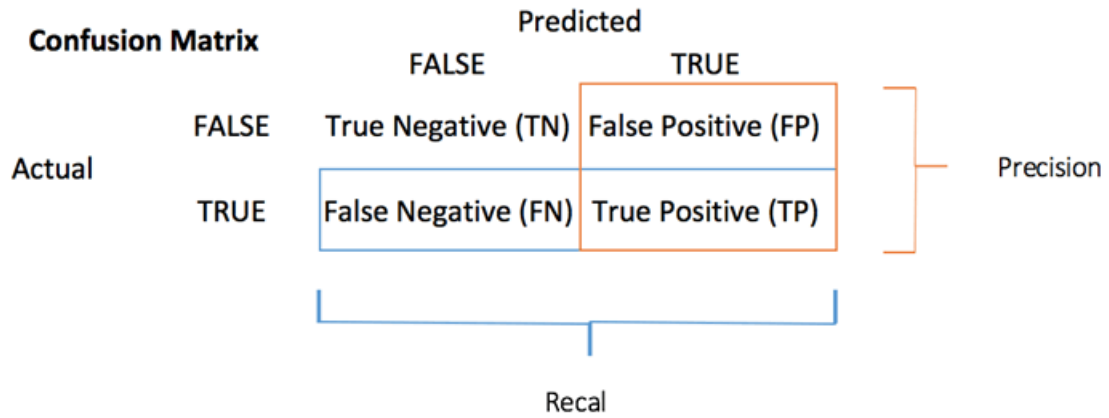 Predicted
Confusion Matrix
FALSE TRUE
FALSE True Negative (TN) False Positive (FP)
Actual Precision
TRUE False Negative (FN) True Positive (TP)
Recal